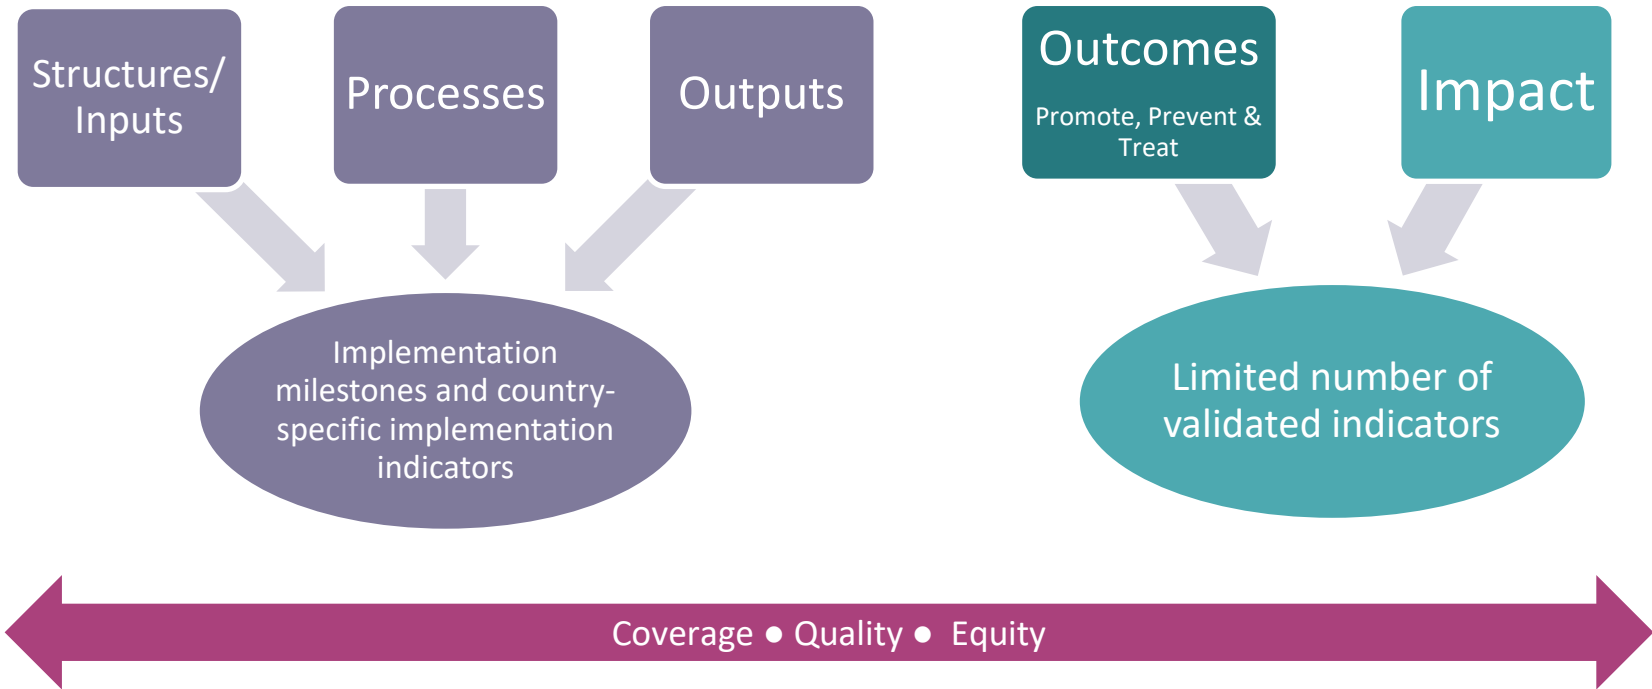 Structures/
Inputs
Processes
Outputs
Outcomes
Promote, Prevent &
Treat
Impact
Implementation
milestones and country-
specific implementation
indicators
Limited number of
validated indicators
Coverage ● Quality ● Equity